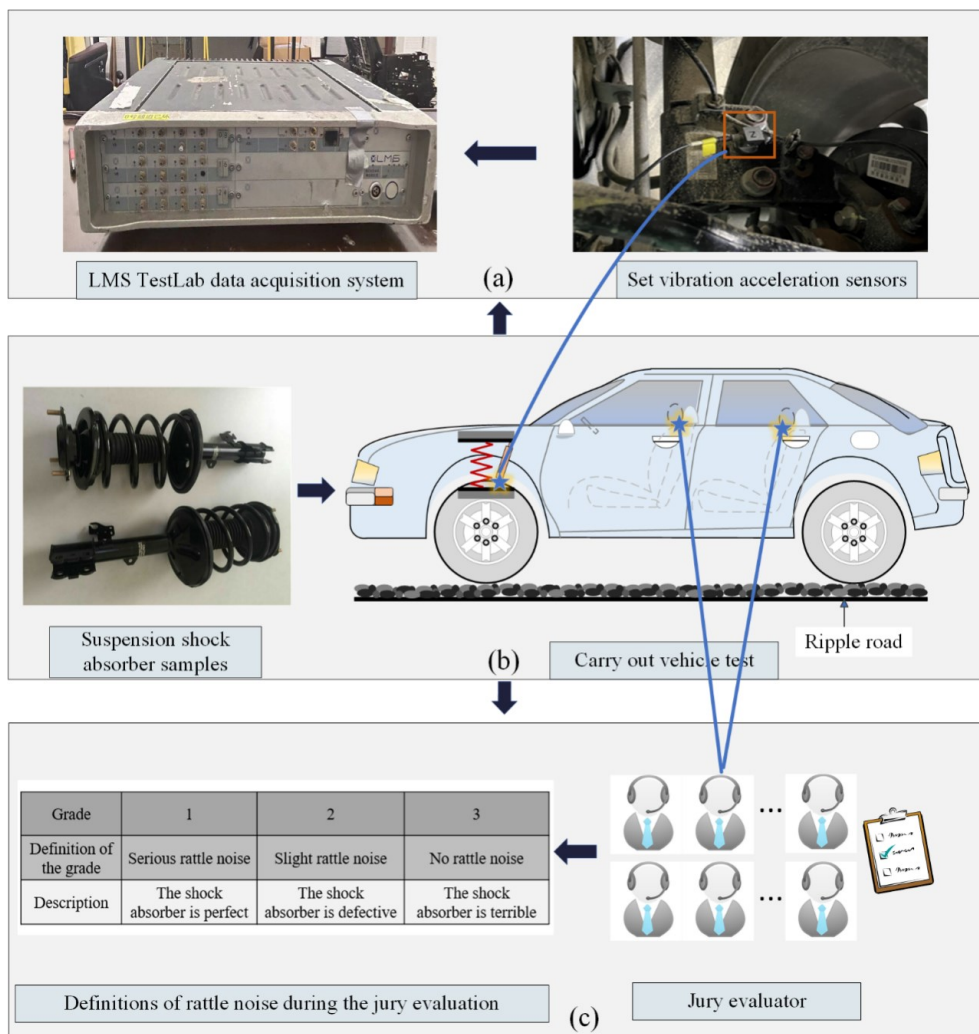 LMS
Z
LMS TestLab data acquisition system
(a)
Set vibration acceleration sensors
Suspension shock
absorber samples
(b)
Carry out vehicle test
Ripple road
Grade 1 2 3
Definition of
the grade
Serious rattle noise
Slight rattle noise
No rattle noise
Description
The shock
absorber is perfect
The shock
absorber is defective
The shock
absorber is terrible
...
...
Definitions of rattle noise during the jury evaluation
(c)
Jury evaluator